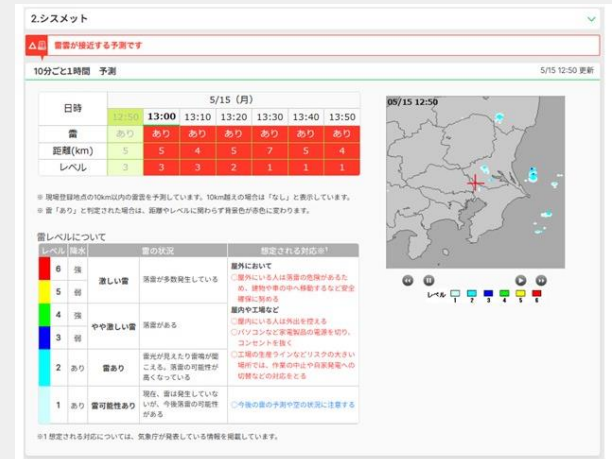 2.シスメット
雷雲が接近する予測です
10分ごと1時間 予測
5/15 12:50 更新
日時
5/15（月）
12:50 13:00 13:10 13:20 13:30 13:40 13:50
雷 あり あり あり あり あり あり あり
距離(km) 5 5 4 5 7 5 4
レベル 3 3 3 2 1 1 1
※ 現場登録地点の10km以内の雷雲を予測しています。10km越えの場合は「なし」と表示しています。
※ 雷「あり」と判定された場合は、距離やレベルに関わらず背景色が赤色に変わります。
05/15 12:50
レベル 1 2 3 4 5 6
雷レベルについて
レベル 降水 雷の状況 想定される対応※1
6 強
5 弱
激しい雷
落雷が多数発生している
4 強
3 弱
やや激しい雷
落雷がある
2 あり
雷あり
雷光が見えたり雷鳴が聞
こえる。落雷の可能性が
高くなっている
1 あり
雷可能性あり
現在、雷は発生していな
いが、今後落雷の可能性
がある
屋外において
○屋外にいる人は落雷の危険があるた
め、建物や車の中へ移動するなど安全
確保に努める
屋内や工場など
○屋内にいる人は外出を控える
○パソコンなど家電製品の電源を切り、
コンセントを抜く
○工場の生産ラインなどリスクの大きい
場所では、作業の中止や自家発電への
切替などの対応をとる
○今後の雷の予測や空の状況に注意する
※1 想定される対応については、気象庁が発表している情報を掲載しています。